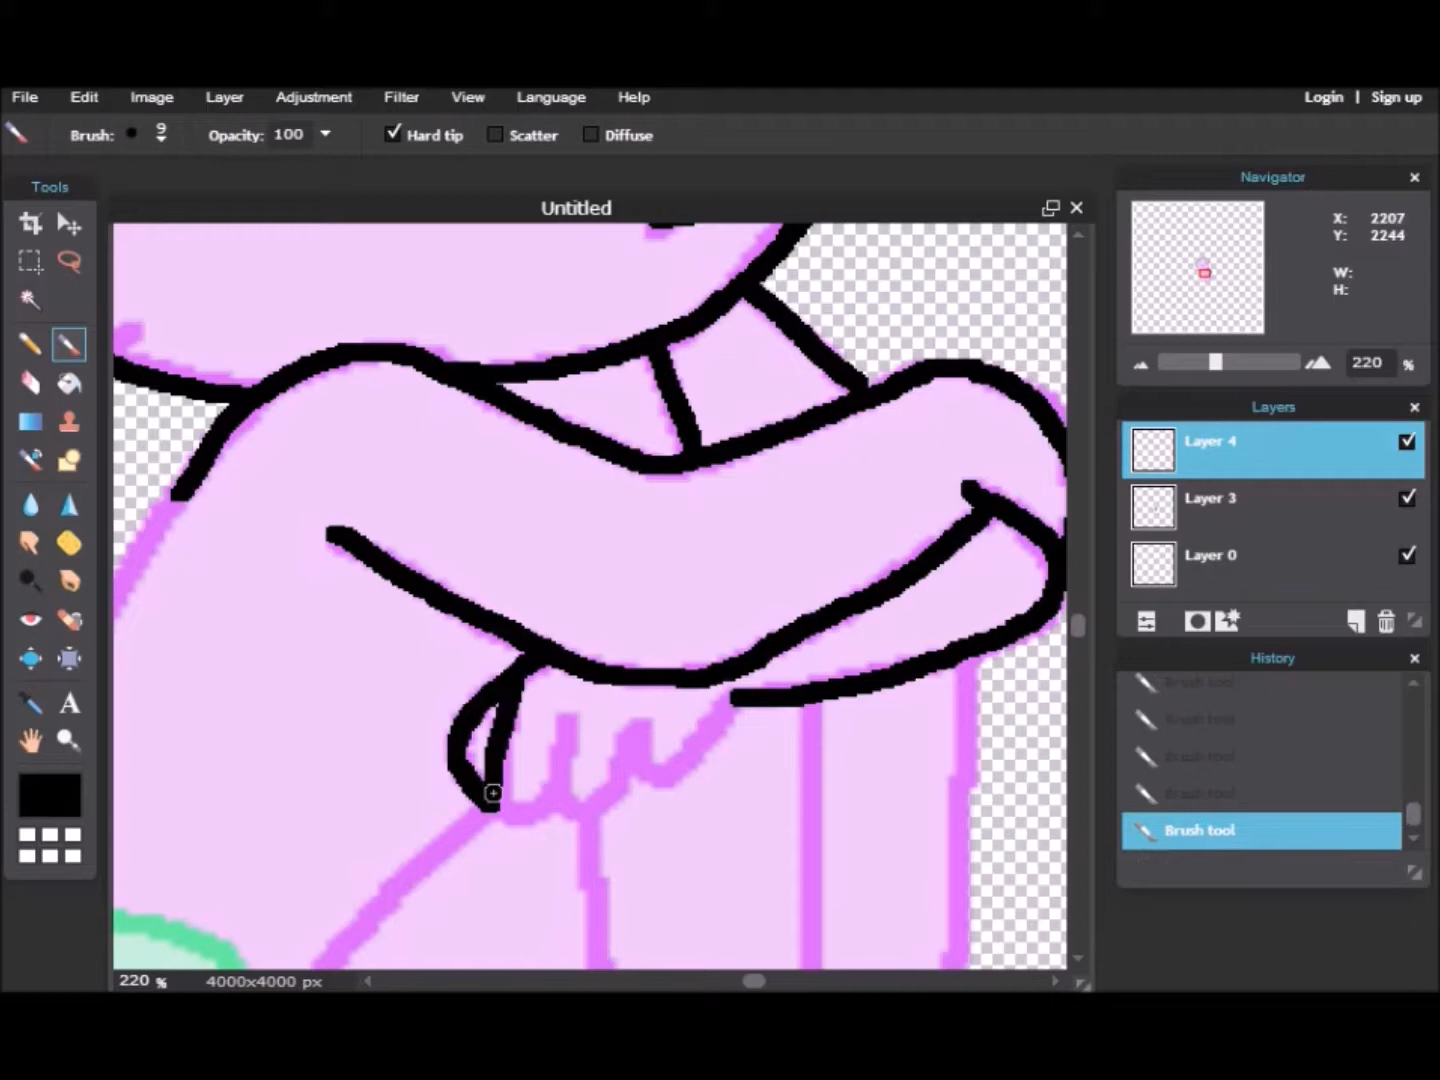 File Edit Image Layer Adjustment Filter View Language Help Login | Sign up
Brush: 9 Opacity: 100 Hard tip Scatter Diffuse
Tools
Untitled
Navigator
X: 2207
Y: 2244
W:
H:
220 %
Layers
Layer 4
Layer 3
Layer 0
History
Brush tool
Brush tool
Brush tool
Brush tool
Brush tool
A
220 % 4000x4000 px